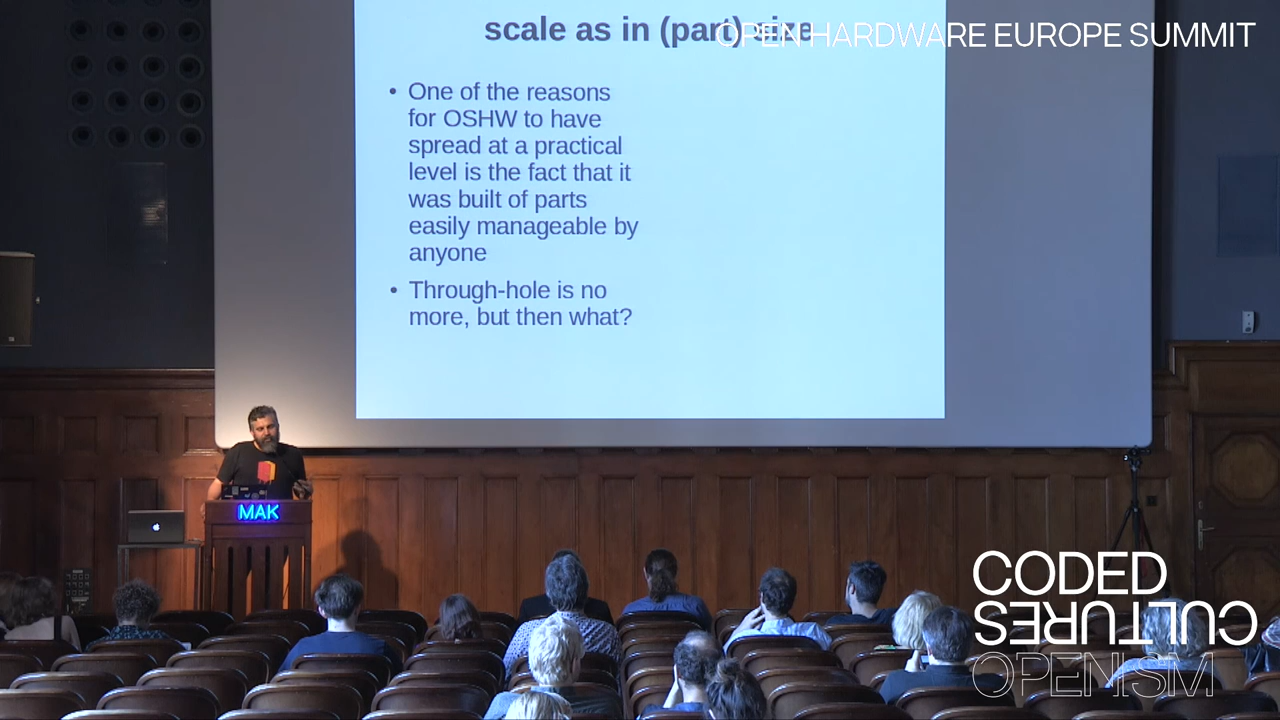 scale as in (part) size
OPEN HARDWARE EUROPE SUMMIT
• One of the reasons
for OSHW to have
spread at a practical
level is the fact that it
was built of parts
easily manageable by
anyone
• Through-hole is no
more, but then what?
MAK
CODED
CULTURES
OPENISM